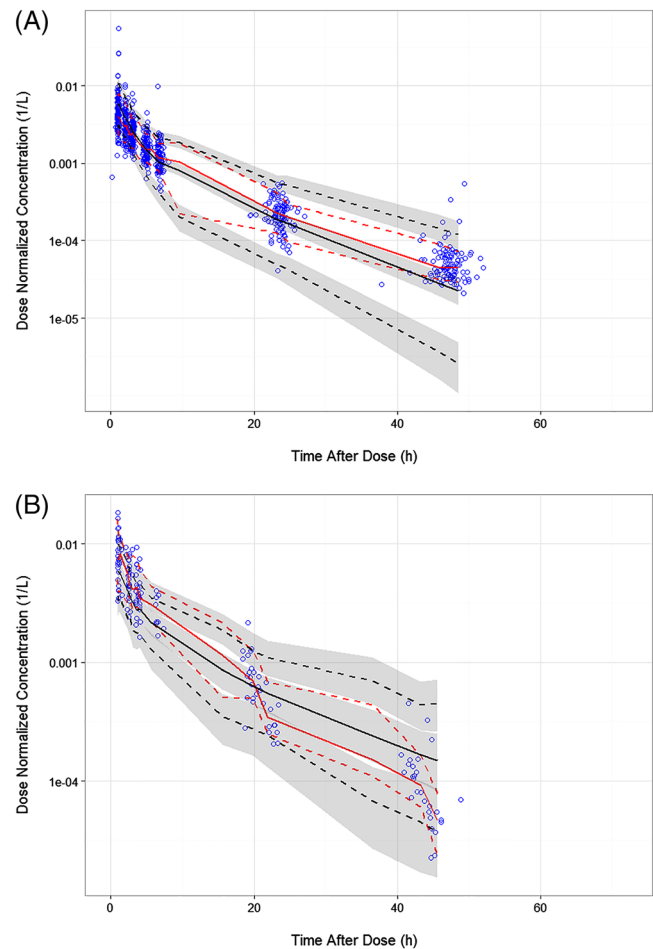 (A)
Dose Normalized Concentration (1/L)
0.01
0.001
1e-04
1e-05
0 20 40 60
Time After Dose (h)
(B)
Dose Normalized Concentration (1/L)
0.01
0.001
1e-04
0 20 40 60
Time After Dose (h)